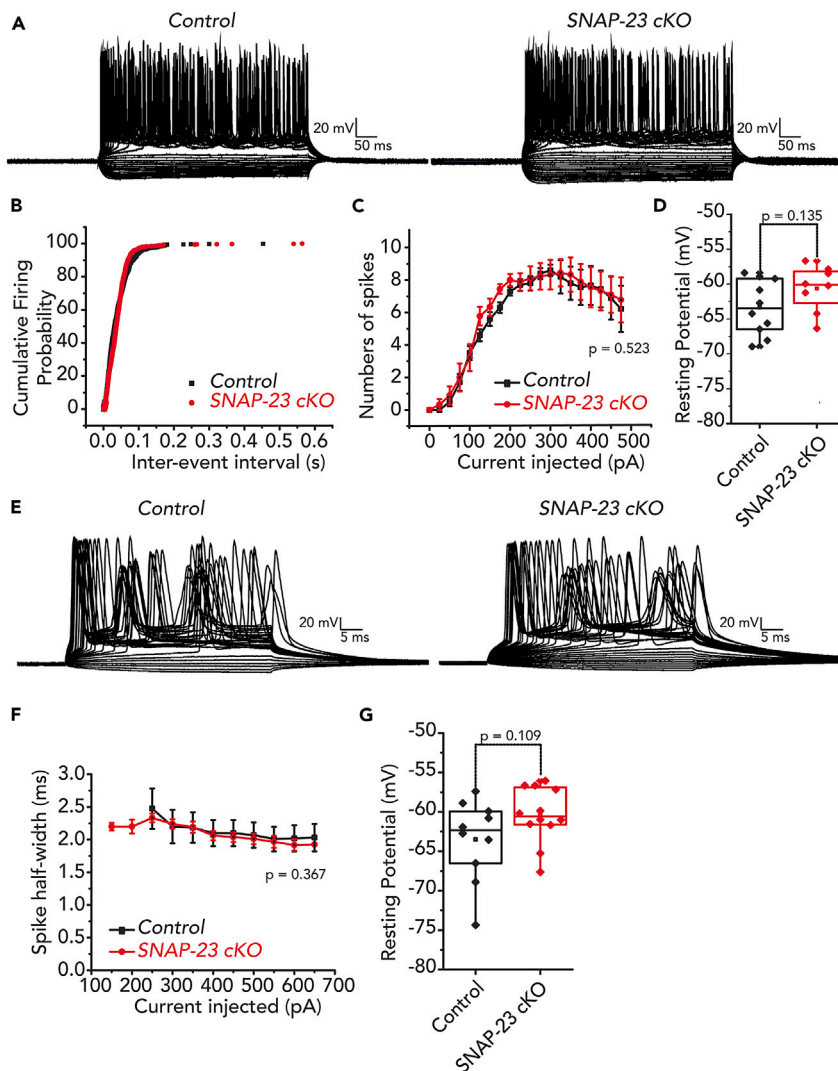 A
Control
SNAP-23 cKO
20 mV
50 ms
20 mV
50 ms
B
Cumulative Firing
Probability
100
80
60
40
20
0
0.0 0.1 0.2 0.3 0.4 0.5 0.6
Inter-event interval (s)
Control
SNAP-23 cKO
C
Numbers of spikes
10
8
6
4
2
0
0 100 200 300 400 500
Current injected (pA)
p = 0.523
Control
SNAP-23 cKO
D
Resting Potential (mV)
-50
-55
-60
-65
-70
-75
-80
p = 0.135
Control
SNAP-23 cKO
E
Control
SNAP-23 cKO
20 mV
5 ms
20 mV
5 ms
F
Spike half-width (ms)
3.0
2.5
2.0
1.5
1.0
0.5
0.0
100 200 300 400 500 600 700
Current injected (pA)
p = 0.367
Control
SNAP-23 cKO
G
Resting Potential (mV)
-50
-55
-60
-65
-70
-75
-80
p = 0.109
Control
SNAP-23 cKO